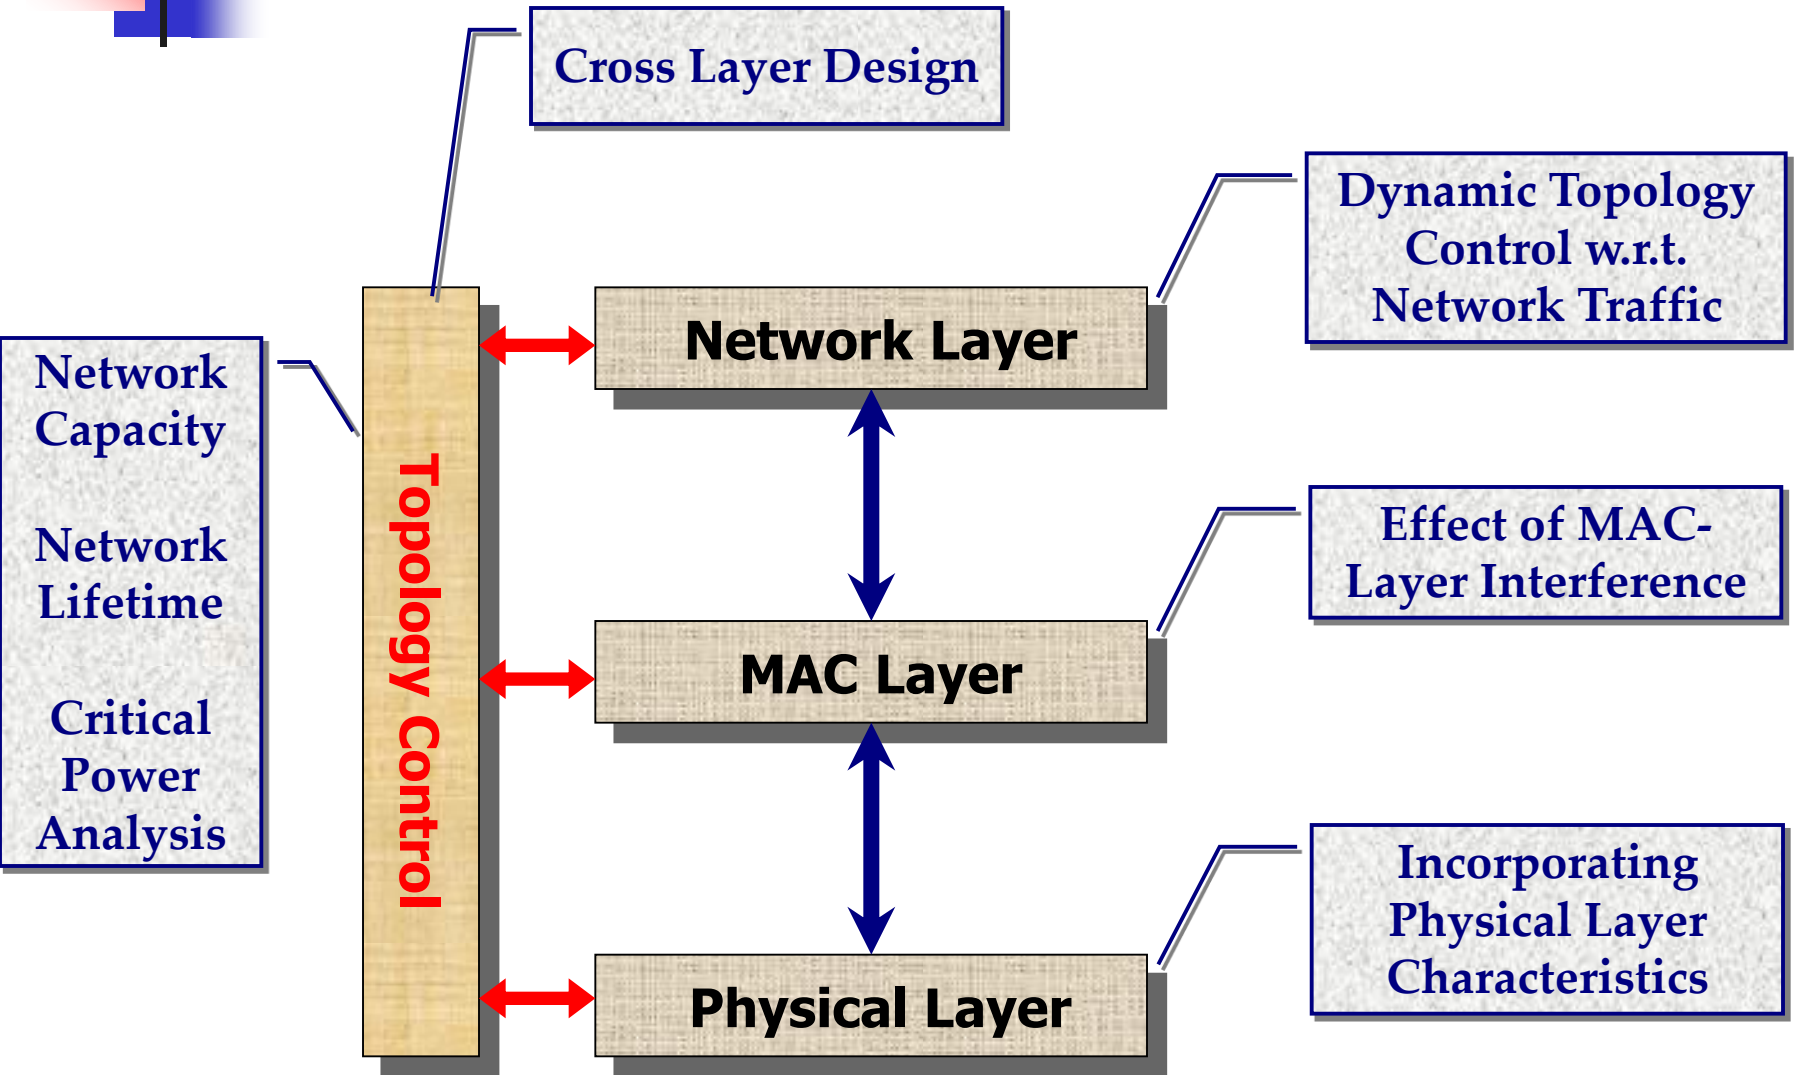 Cross Layer Design
Dynamic Topology
Control w.r.t.
Network Traffic
Network Layer
Network
Capacity
Network
Lifetime
Critical
Power
Analysis
Topology Control
Effect of MAC-
Layer Interference
MAC Layer
Incorporating
Physical Layer
Characteristics
Physical Layer